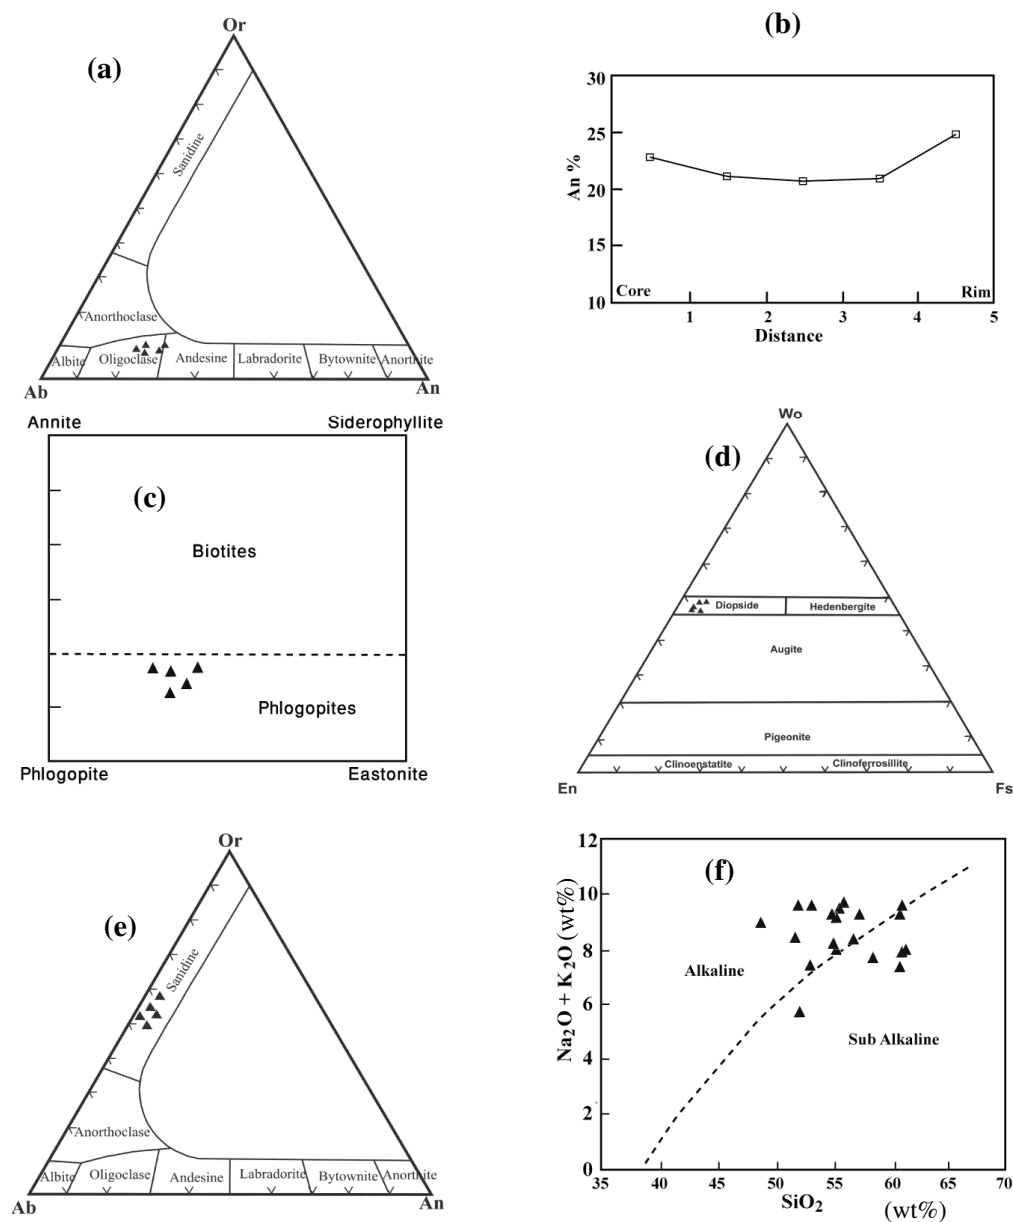 (a)
Or
Sanidine
Anorthoclase
Albite
Oligoclase
Andesine
Labradorite
Bytownite
Anorthite
Ab
An
(b)
30
25
20
15
10
An %
Core
Rim
1
2
3
4
5
Distance
Annite
Siderophyllite
(c)
Biotites
Phlogopites
Phlogopite
Eastonite
Wo
(d)
Diopside
Hedenbergite
Augite
Pigeonite
Clinoenstatite
Clinoferrosillite
En
Fs
Or
(e)
Sanidine
Anorthoclase
Albite
Oligoclase
Andesine
Labradorite
Bytownite
Anorthite
Ab
An
12
10
8
6
4
2
0
Na₂O + K₂O (wt%)
(f)
Alkaline
Sub Alkaline
35
40
45
50
55
60
65
70
SiO₂
(wt%)